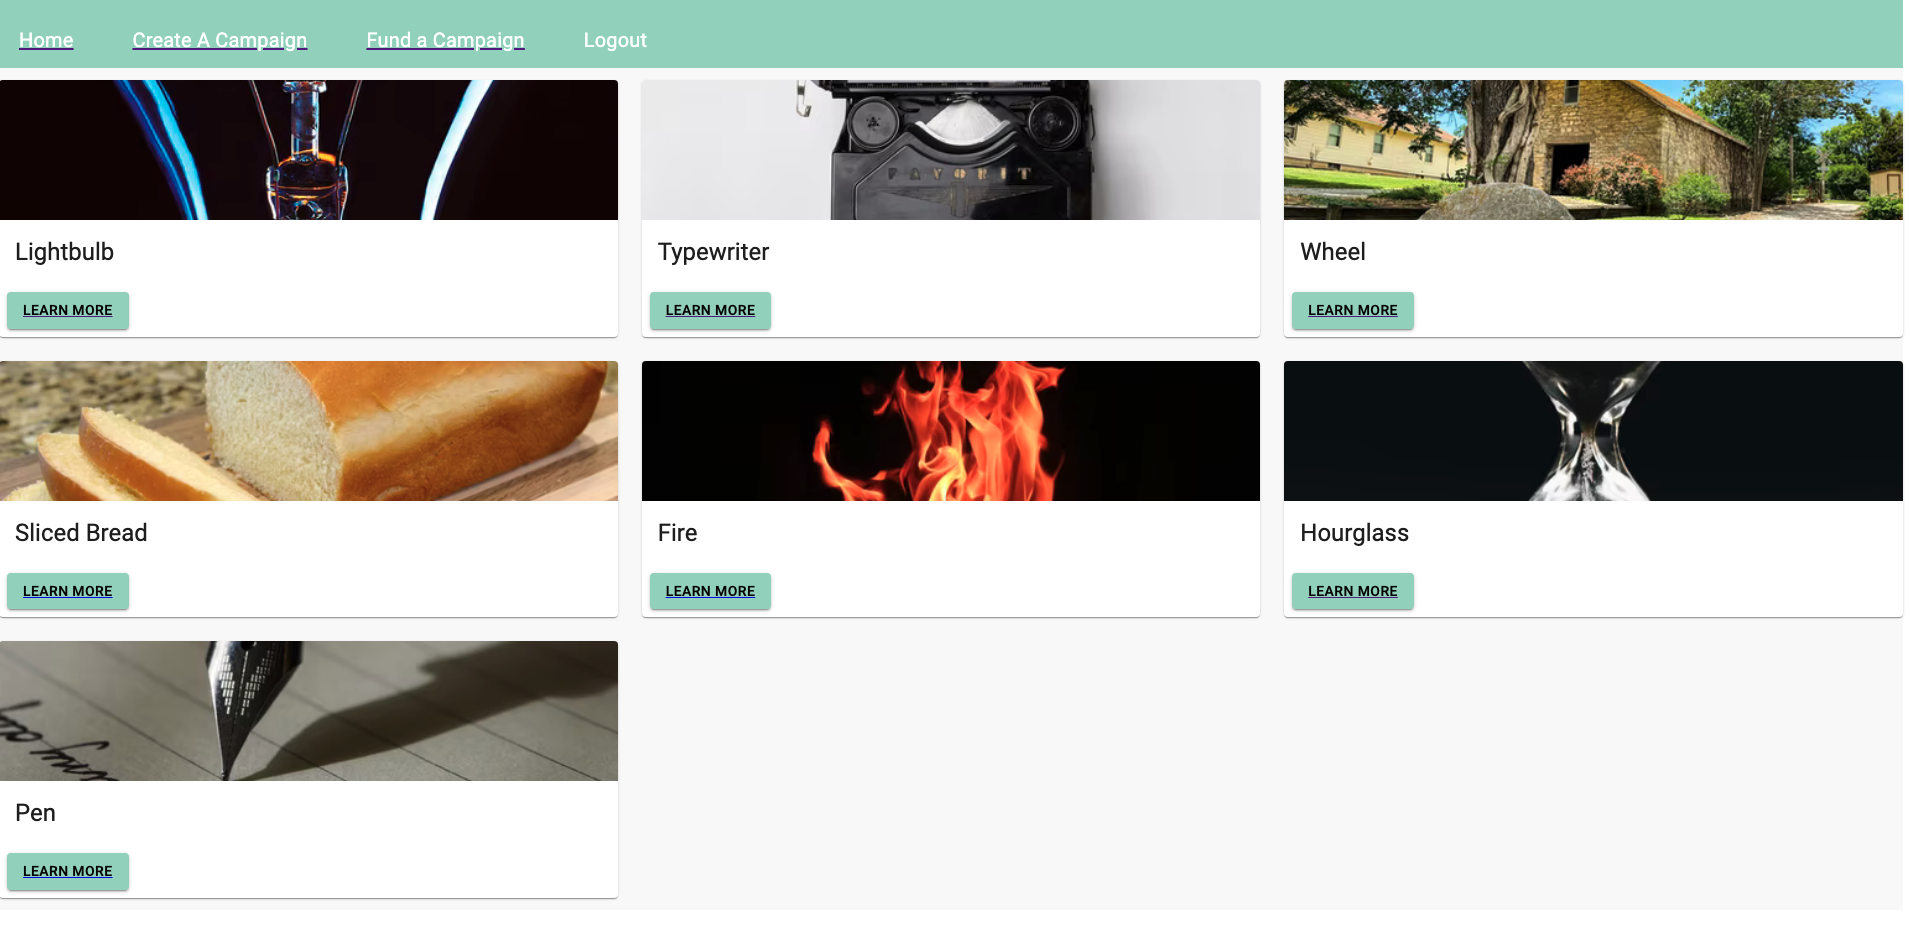 Home Create A Campaign Fund a Campaign Logout
FAVORIT
Lightbulb Typewriter Wheel
LEARN MORE LEARN MORE LEARN MORE
Sliced Bread Fire Hourglass
LEARN MORE LEARN MORE LEARN MORE
Pen
LEARN MORE